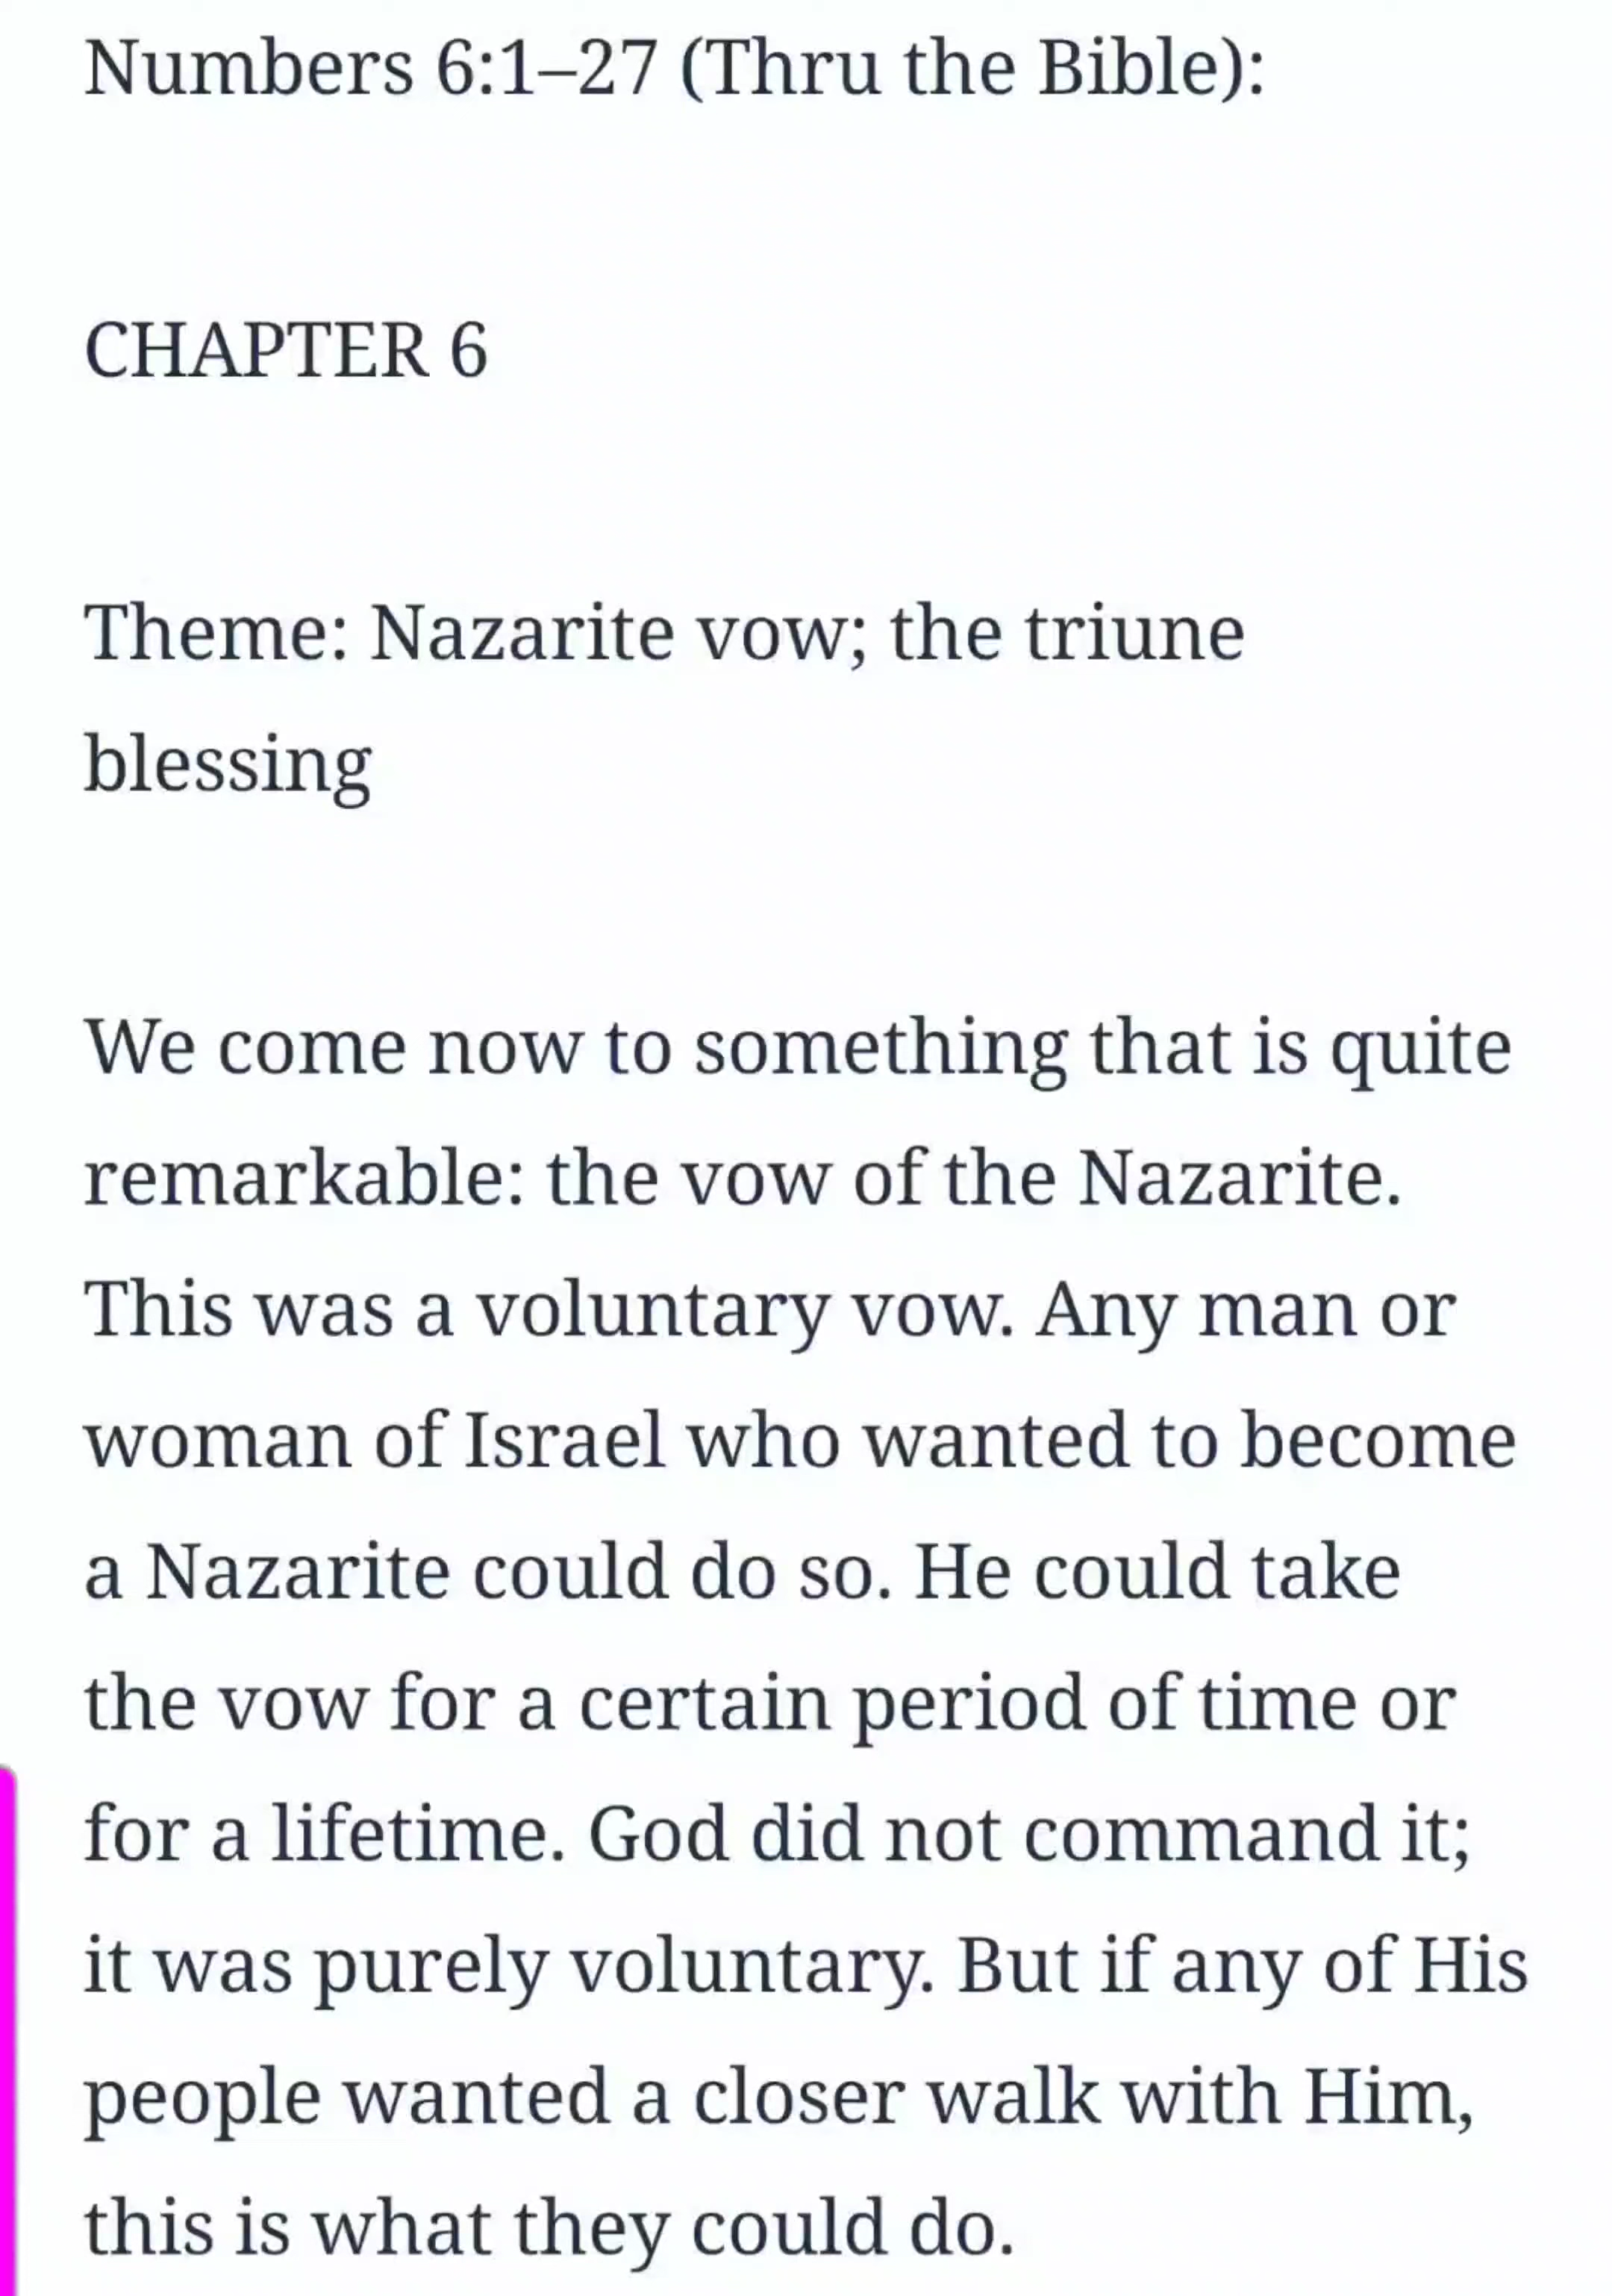 Numbers 6:1–27 (Thru the Bible):
CHAPTER 6
Theme: Nazarite vow; the triune
blessing
We come now to something that is quite
remarkable: the vow of the Nazarite.
This was a voluntary vow. Any man or
woman of Israel who wanted to become
a Nazarite could do so. He could take
the vow for a certain period of time or
for a lifetime. God did not command it;
it was purely voluntary. But if any of His
people wanted a closer walk with Him,
this is what they could do.